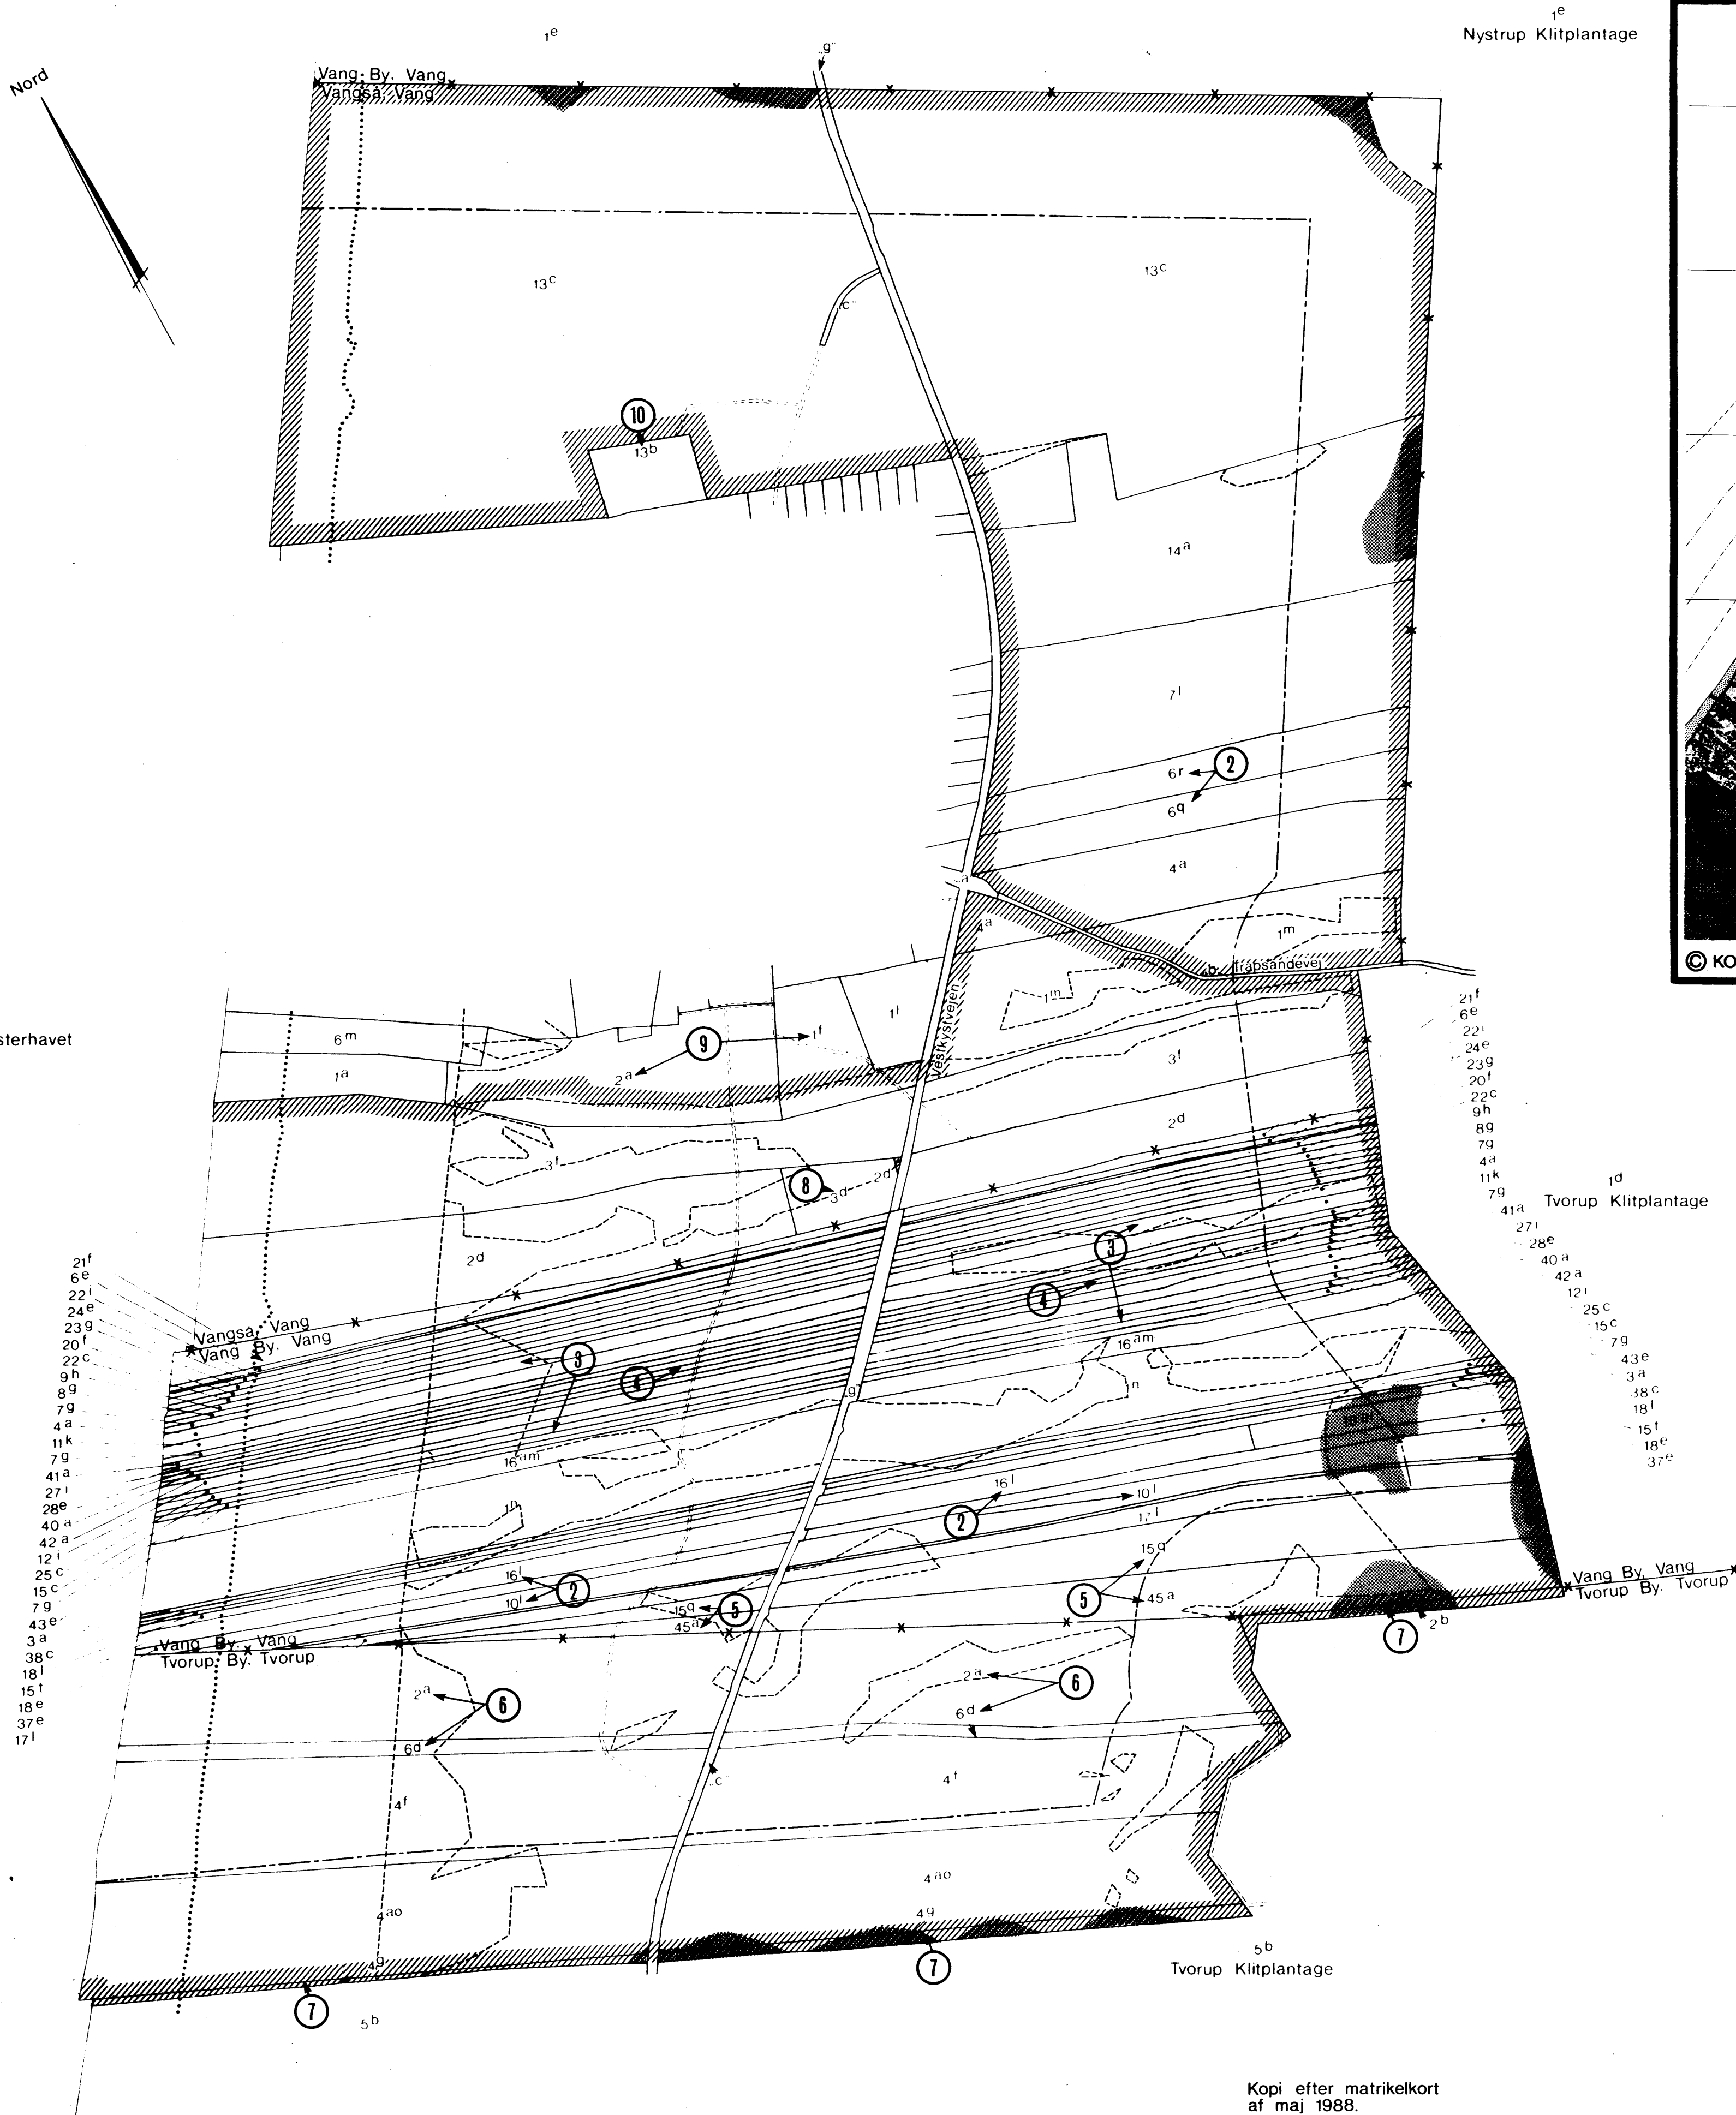 1e
1e
Nystrup Klitplantage
Nord
"g"
Vang By, Vang
Vangså, Vang
13c
13c
"c"
10
13b
14a
7l
2
6r
6q
4a
"a"
4a
1m
"b" Trapsandevej
1m
Vestkystvejen
© KO
sterhavet
6m
1a
9
1f
1l
2a
3f
2d
3f
8
3d
2d
2d
21f
6e
22i
24e
23g
20f
22c
9h
8g
7g
4a
11k
7g
41a
27l
28e
40a
42a
12i
25c
15c
7g
43e
3a
38c
18l
15t
18e
37e
1d
Tvorup Klitplantage
21f
6e
22i
24e
23g
20f
22c
9h
8g
7g
4a
11k
7g
41a
27l
28e
40a
42a
12i
25c
15c
7g
43e
3a
38c
18l
15t
18e
37e
17l
Vangså, Vang
Vang By, Vang
3
4
3
4
16am
16am
"g"
1n
1n
16l
10l
2
17l
16l
10l
2
15q
45a
5
15q
45a
5
Vang By, Vang
Tvorup By, Tvorup
Vang By, Vang
Tvorup By, Tvorup
2b
7
2a
6
6d
2a
6
6d
"c"
4f
4f
4ao
4ao
4g
4g
7
7
5b
5b
Tvorup Klitplantage
Kopi efter matrikelkort
af maj 1988.